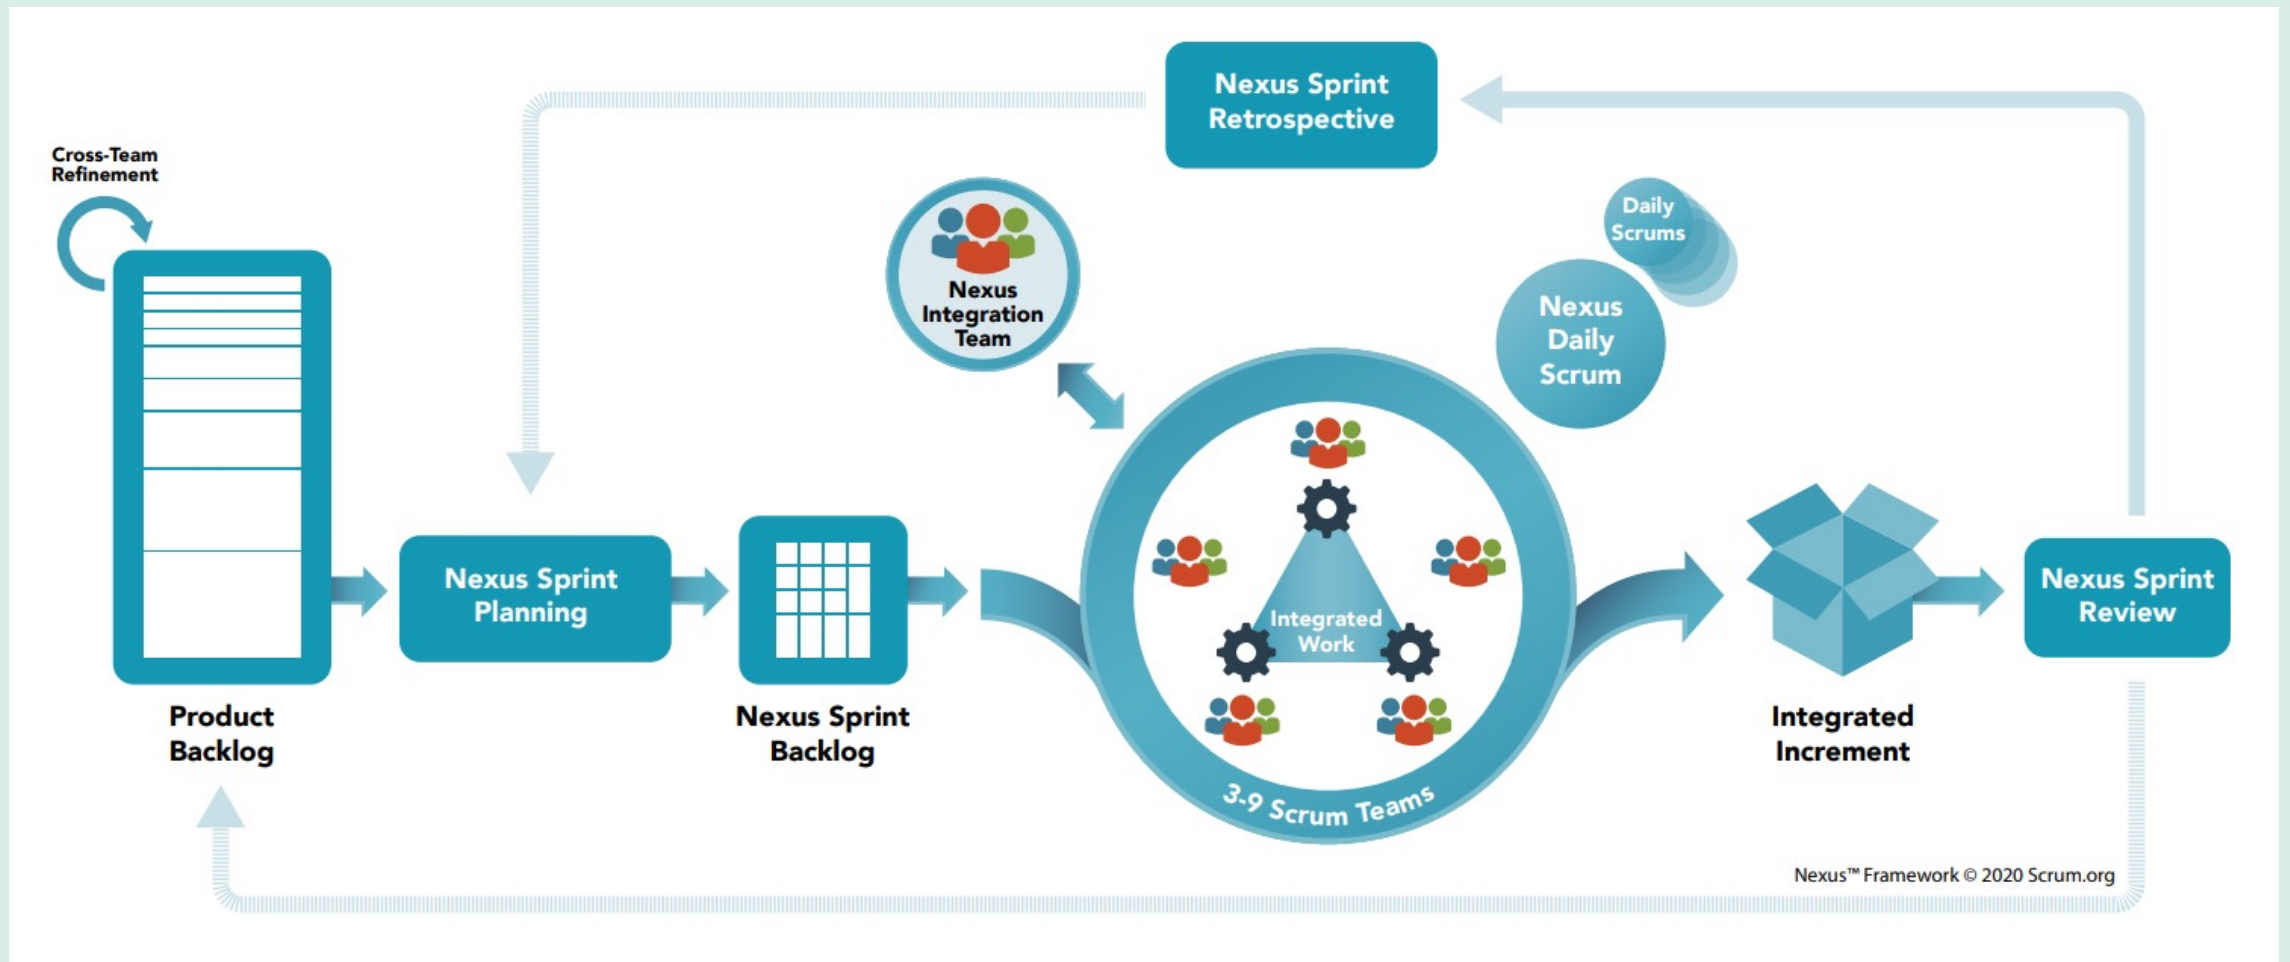 Nexus Sprint
Retrospective
Cross-Team
Refinement
Daily
Scrums
Nexus
Integration
Team
Nexus
Daily
Scrum
Nexus Sprint
Planning
Integrated
Work
Nexus Sprint
Review
Product
Backlog
Nexus Sprint
Backlog
3-9 Scrum Teams
Integrated
Increment
Nexus™ Framework © 2020 Scrum.org